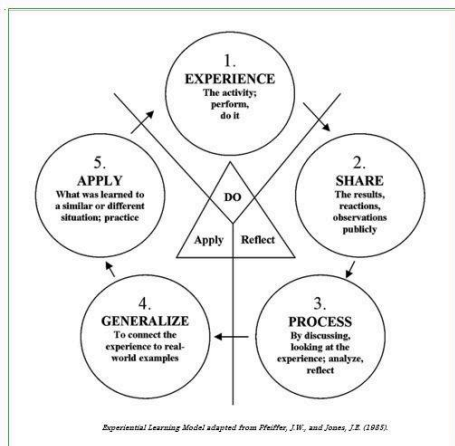 1.
EXPERIENCE
The activity;
perform,
do it
2.
SHARE
The results,
reactions,
observations
publicly
3.
PROCESS
By discussing,
looking at the
experience; analyze,
reflect
4.
GENERALIZE
To connect the
experience to real-
world examples
5.
APPLY
What was learned to
a similar or different
situation; practice
DO
Apply
Reflect
Experiential Learning Model adapted from Pfeiffer, J.W., and Jones, J.E. (1985).